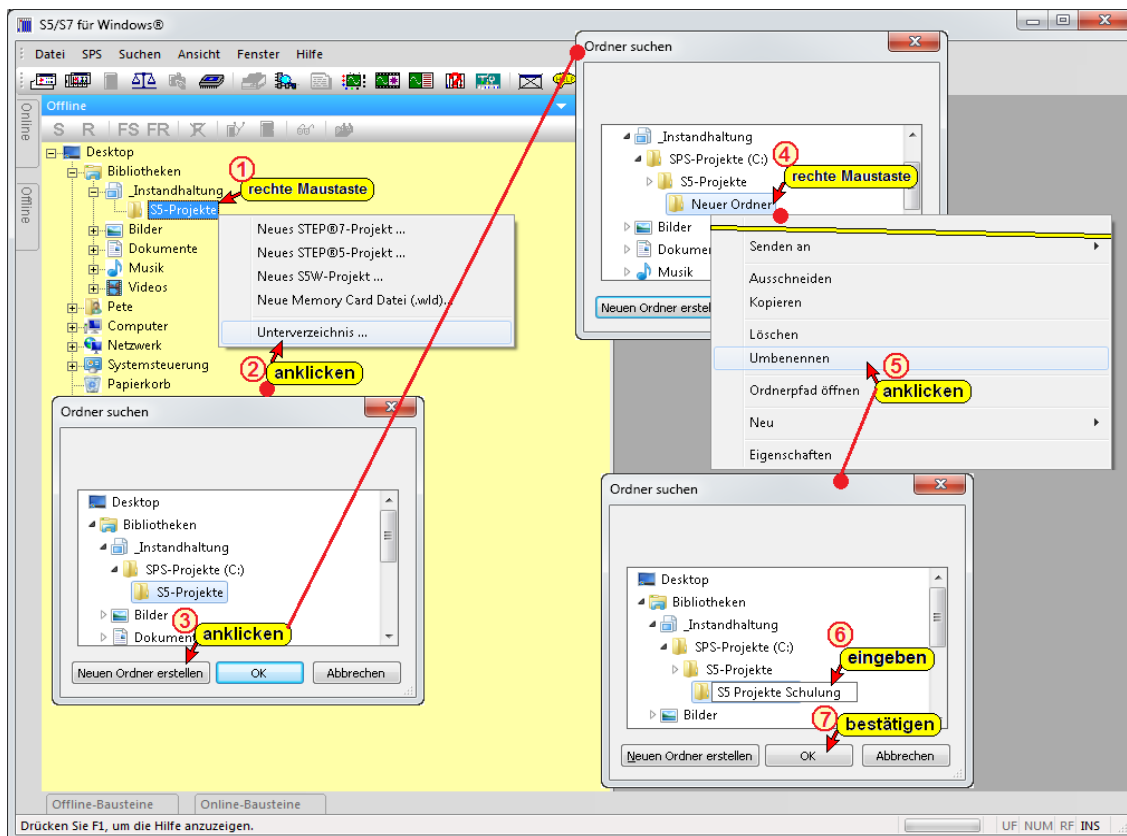 S5/S7 für Windows®
Datei SPS Suchen Ansicht Fenster Hilfe
Online
Offline
Offline
S R FS FR
Desktop
Bibliotheken
_Instandhaltung
S5-Projekte
Bilder
Dokumente
Musik
Videos
Pete
Computer
Netzwerk
Systemsteuerung
Papierkorb
1
rechte Maustaste
Neues STEP®7-Projekt ...
Neues STEP®5-Projekt ...
Neues S5W-Projekt ...
Neue Memory Card Datei (.wld)...
Unterverzeichnis ...
2 anklicken
Ordner suchen
Desktop
Bibliotheken
_Instandhaltung
SPS-Projekte (C:)
S5-Projekte
Bilder
Dokument
3 anklicken
Neuen Ordner erstellen OK Abbrechen
Ordner suchen
_Instandhaltung
SPS-Projekte (C:)
S5-Projekte
Neuer Ordner
Bilder
Dokumen
Musik
4
rechte Maustaste
Neuen Ordner erstel
Senden an
Ausschneiden
Kopieren
Löschen
Umbenennen
Ordnerpfad öffnen
Neu
Eigenschaften
5
anklicken
Ordner suchen
Desktop
Bibliotheken
_Instandhaltung
SPS-Projekte (C:)
S5-Projekte
S5 Projekte Schulung
Bilder
6
eingeben
7
bestätigen
Neuen Ordner erstellen OK Abbrechen
Offline-Bausteine Online-Bausteine
Drücken Sie F1, um die Hilfe anzuzeigen. UF NUM RF INS